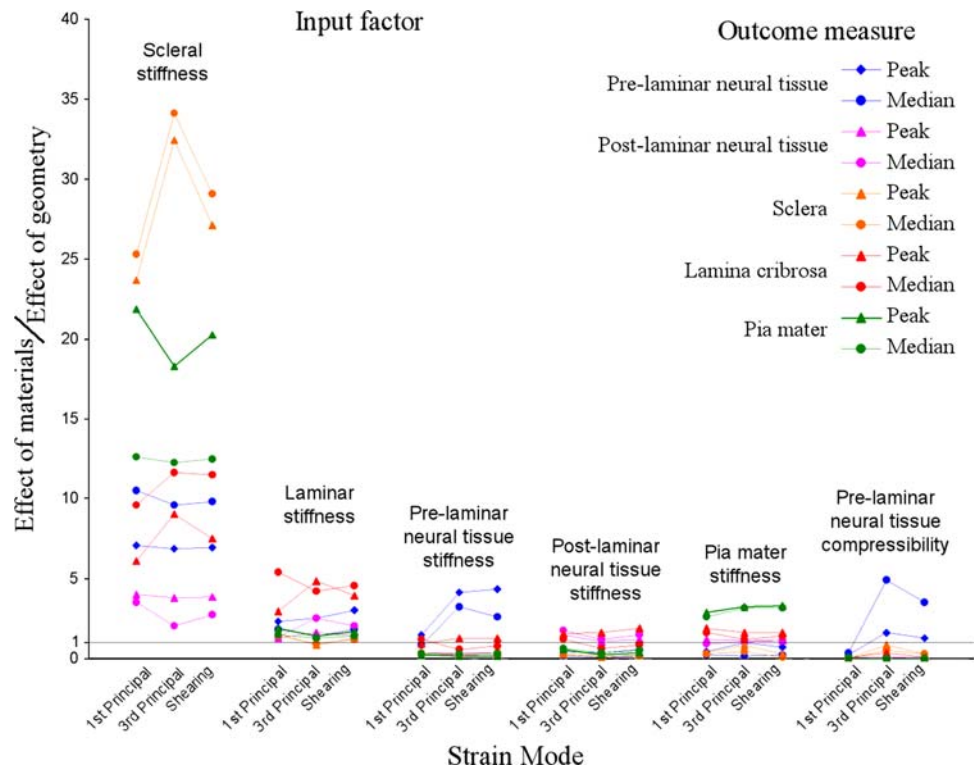 40
35
30
25
20
15
10
5
1
0
Effect of materials/Effect of geometry
Input factor
Scleral
stiffness
Laminar
stiffness
Pre-laminar
neural tissue
stiffness
Post-laminar
neural tissue
stiffness
Pia mater
stiffness
Pre-laminar
neural tissue
compressibility
Outcome measure
Pre-laminar neural tissue
Peak
Median
Post-laminar neural tissue
Peak
Median
Sclera
Peak
Median
Lamina cribrosa
Peak
Median
Pia mater
Peak
Median
1st Principal
3rd Principal
Shearing
1st Principal
3rd Principal
Shearing
1st Principal
3rd Principal
Shearing
1st Principal
3rd Principal
Shearing
1st Principal
3rd Principal
Shearing
1st Principal
3rd Principal
Shearing
Strain Mode